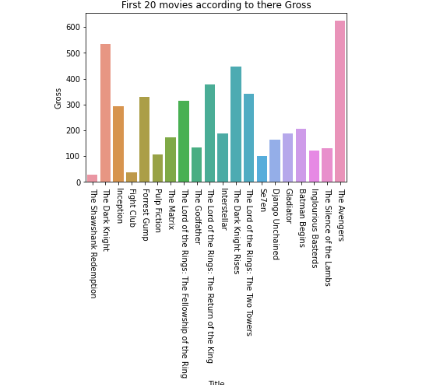 First 20 movies according to there Gross
600
500
400
300
200
100
0
Gross
The Shawshank Redemption
The Dark Knight
Inception
Fight Club
Forrest Gump
Pulp Fiction
The Matrix
The Lord of the Rings: The Fellowship of the Ring
The Godfather
The Lord of the Rings: The Return of the King
Interstellar
The Dark Knight Rises
The Lord of the Rings: The Two Towers
Se7en
Django Unchained
Gladiator
Batman Begins
Inglourious Basterds
The Silence of the Lambs
The Avengers
Title